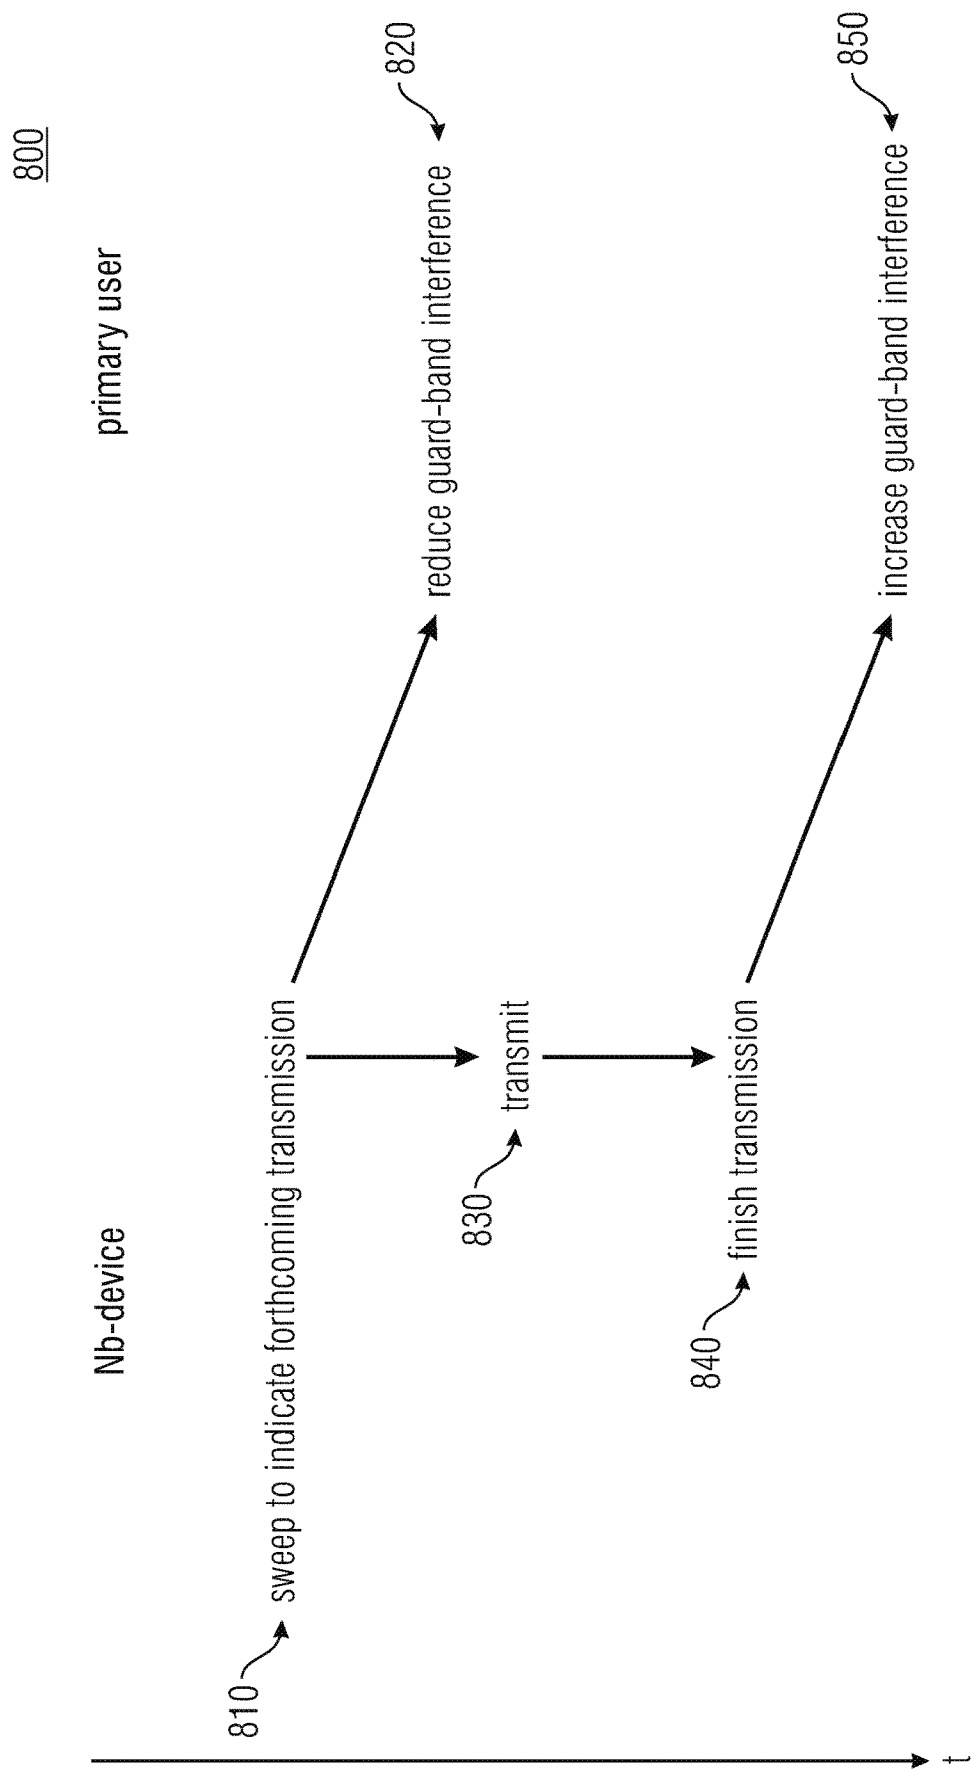 800
Nb-device
primary user
810
sweep to indicate forthcoming transmission
reduce guard-band interference
820
830
transmit
840
finish transmission
increase guard-band interference
850
t